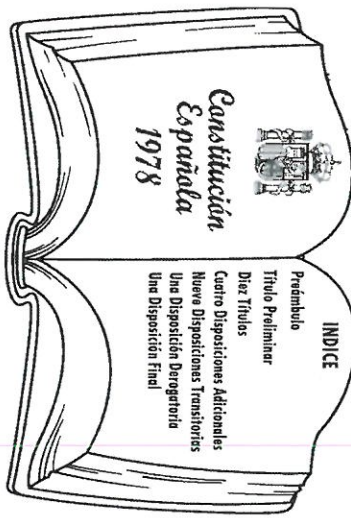 Constitución
Española
1978
INDICE
Preámbulo
Título Preliminar
Diez Títulos
Cuatro Disposiciones Adicionales
Nueve Disposiciones Transitorias
Una Disposición Derogatoria
Una Disposición Final